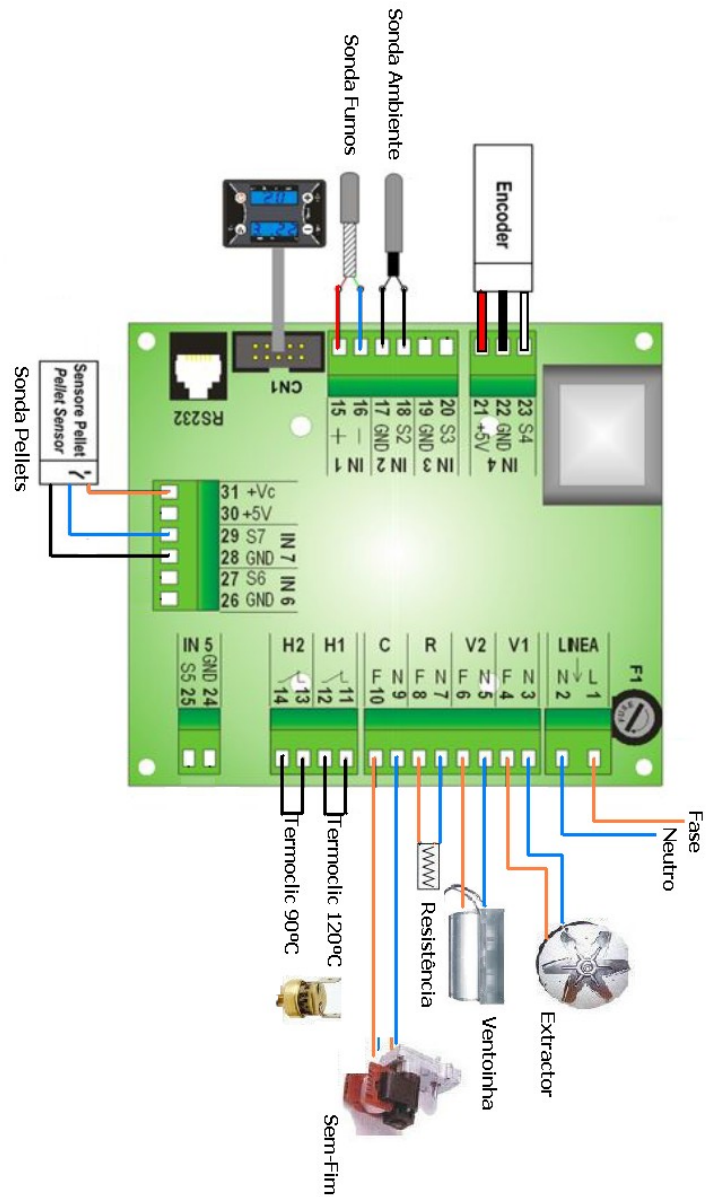 Sonda Ambiente
Sonda Fumos
Encoder
CN1
RS232
15 +
16 -
IN 1
17 GND
18 S2
IN 2
19 GND
20 S3
IN 3
21 +5V
22 GND
23 S4
IN 4
Sensore Pellet
Pellet Sensor
Sonda Pellets
31 +Vc
30 +5V
29 S7
28 GND
IN 7
27 S6
26 GND
IN 6
IN 5
S5 GND
25 24
H2
14 13
H1
12 11
C
F N
10 9
R
F N
8 7
V2
F N
6 5
V1
F N
4 3
LINEA
N L
2 1
F1
Fase
Neutro
Extractor
Ventoinha
Resistência
Termoclic 120ºC
Termoclic 90ºC
Sem-Fim